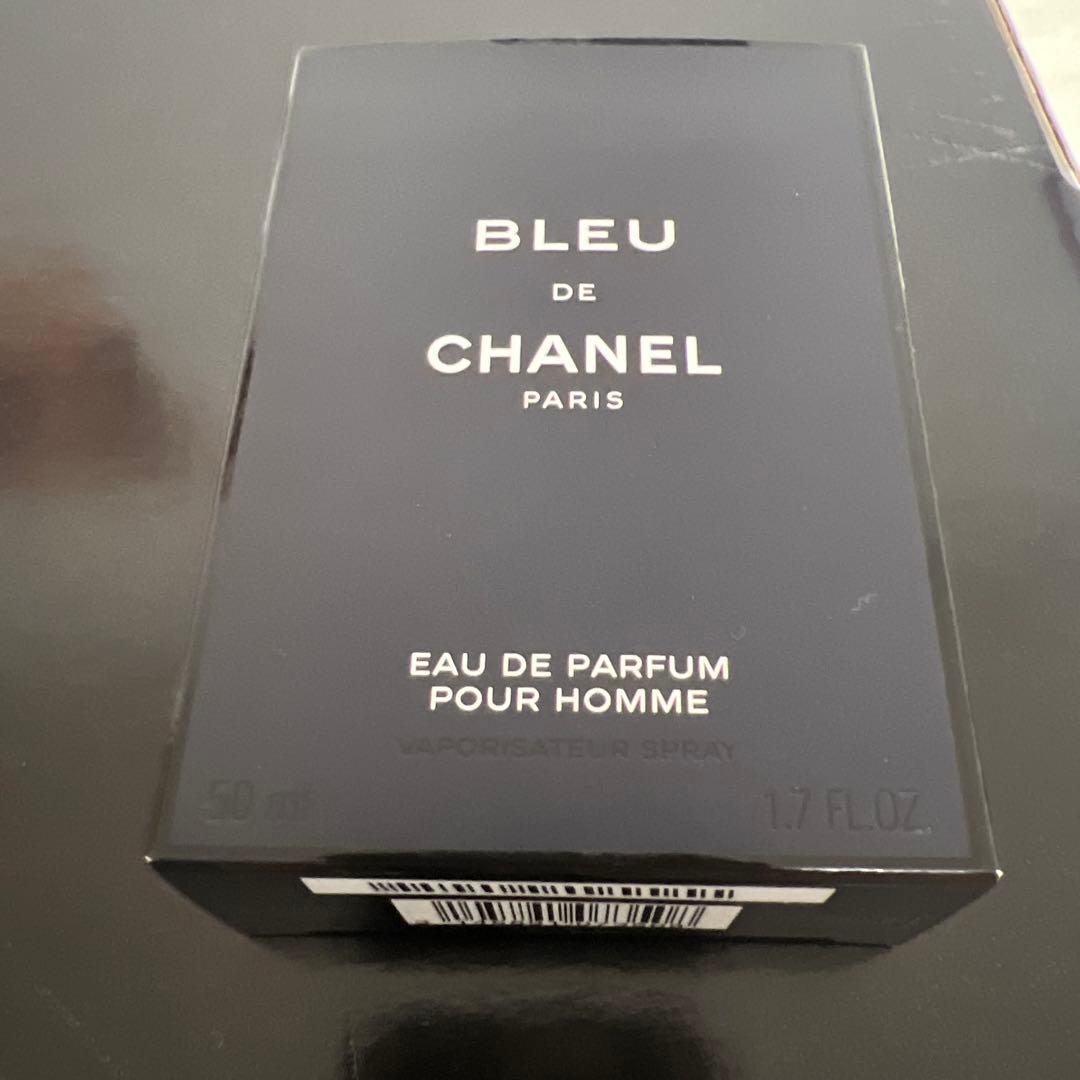 BLEU
DE
CHANEL
PARIS
EAU DE PARFUM
POUR HOMME
VAPORISATEUR SPRAY
50 ml
1.7 FL.OZ.